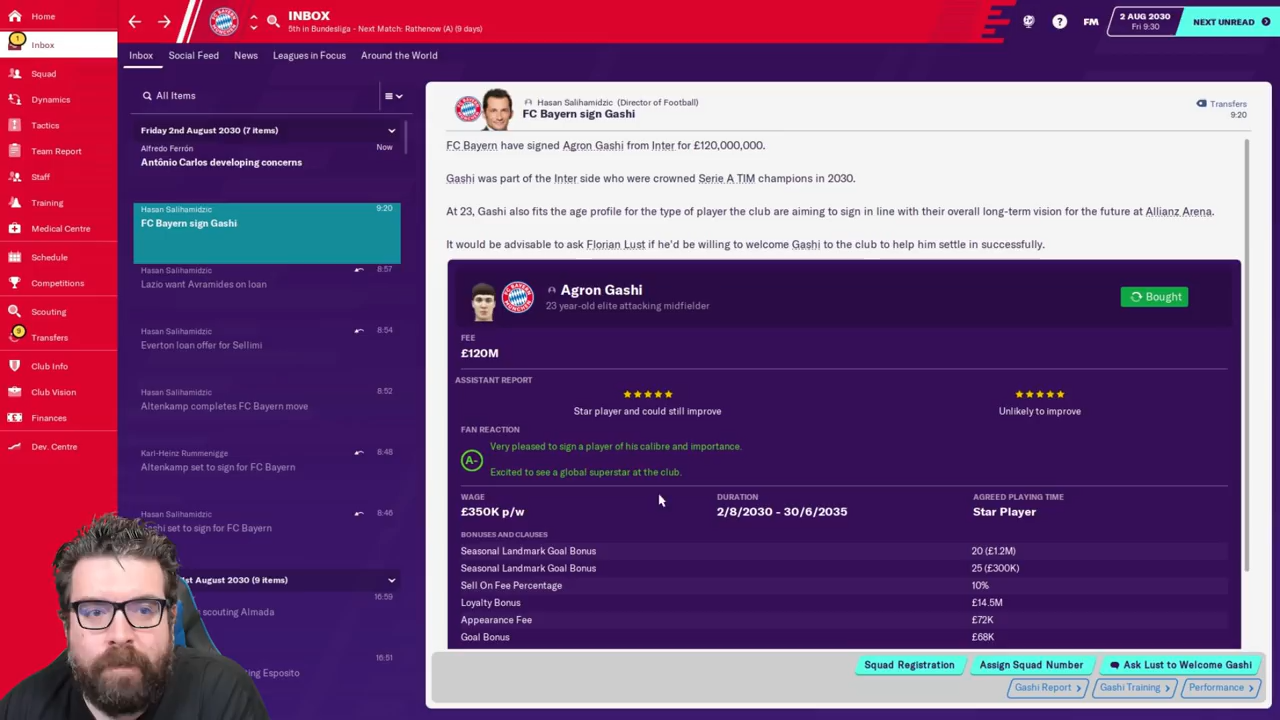 Home
Inbox
1
Squad
Dynamics
Tactics
Team Report
Staff
Training
Medical Centre
Schedule
Competitions
Scouting
9
Transfers
Club Info
Club Vision
Finances
Dev. Centre
INBOX
5th in Bundesliga - Next Match: Rathenow (A) (9 days)
FM
2 AUG 2030
Fri 9:30
NEXT UNREAD
Inbox
Social Feed
News
Leagues in Focus
Around the World
All Items
Friday 2nd August 2030 (7 items)
Alfredo Ferrón
Now
Antônio Carlos developing concerns
Hasan Salihamidzic
9:20
FC Bayern sign Gashi
Hasan Salihamidzic
8:57
Lazio want Avramides on loan
Hasan Salihamidzic
8:54
Everton loan offer for Sellimi
Hasan Salihamidzic
8:52
Altenkamp completes FC Bayern move
Karl-Heinz Rummenigge
8:48
Altenkamp set to sign for FC Bayern
Hasan Salihamidzic
8:46
set to sign for FC Bayern
August 2030 (9 items)
16:59
scouting Almada
16:51
Esposito
Hasan Salihamidzic (Director of Football)
FC Bayern sign Gashi
Transfers
9:20
FC Bayern have signed Agron Gashi from Inter for £120,000,000.
Gashi was part of the Inter side who were crowned Serie A TIM champions in 2030.
At 23, Gashi also fits the age profile for the type of player the club are aiming to sign in line with their overall long-term vision for the future at Allianz Arena.
It would be advisable to ask Florian Lust if he'd be willing to welcome Gashi to the club to help him settle in successfully.
Agron Gashi
23 year-old elite attacking midfielder
Bought
FEE
£120M
ASSISTANT REPORT
Star player and could still improve
Unlikely to improve
FAN REACTION
A-
Very pleased to sign a player of his calibre and importance.
Excited to see a global superstar at the club.
WAGE
£350K p/w
DURATION
2/8/2030 - 30/6/2035
AGREED PLAYING TIME
Star Player
BONUSES AND CLAUSES
Seasonal Landmark Goal Bonus
20 (£1.2M)
Seasonal Landmark Goal Bonus
25 (£300K)
Sell On Fee Percentage
10%
Loyalty Bonus
£14.5M
Appearance Fee
£72K
Goal Bonus
£68K
Squad Registration
Assign Squad Number
Ask Lust to Welcome Gashi
Gashi Report
Gashi Training
Performance